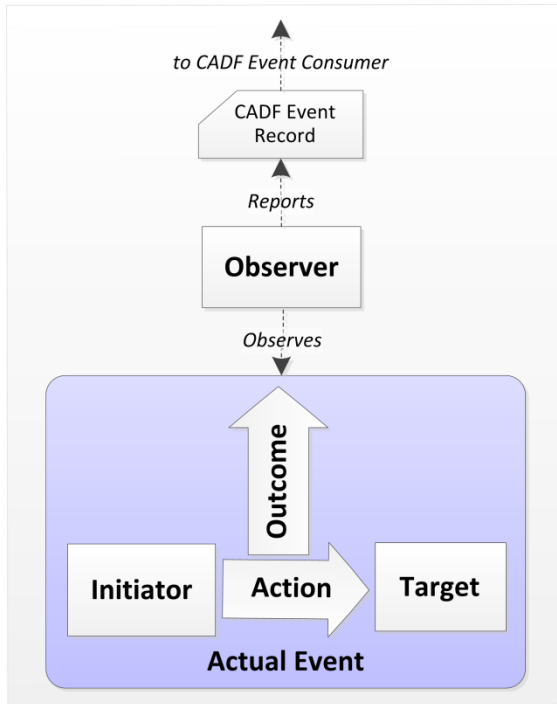 to CADF Event Consumer
CADF Event
Record
Reports
Observer
Observes
Outcome
Initiator
Action
Target
Actual Event